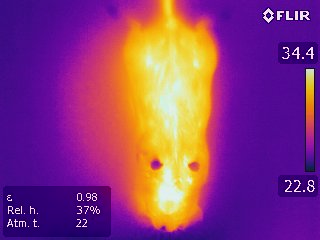 FLIR
34.4
22.8
ε 0.98
Rel. h. 37%
Atm. t. 22